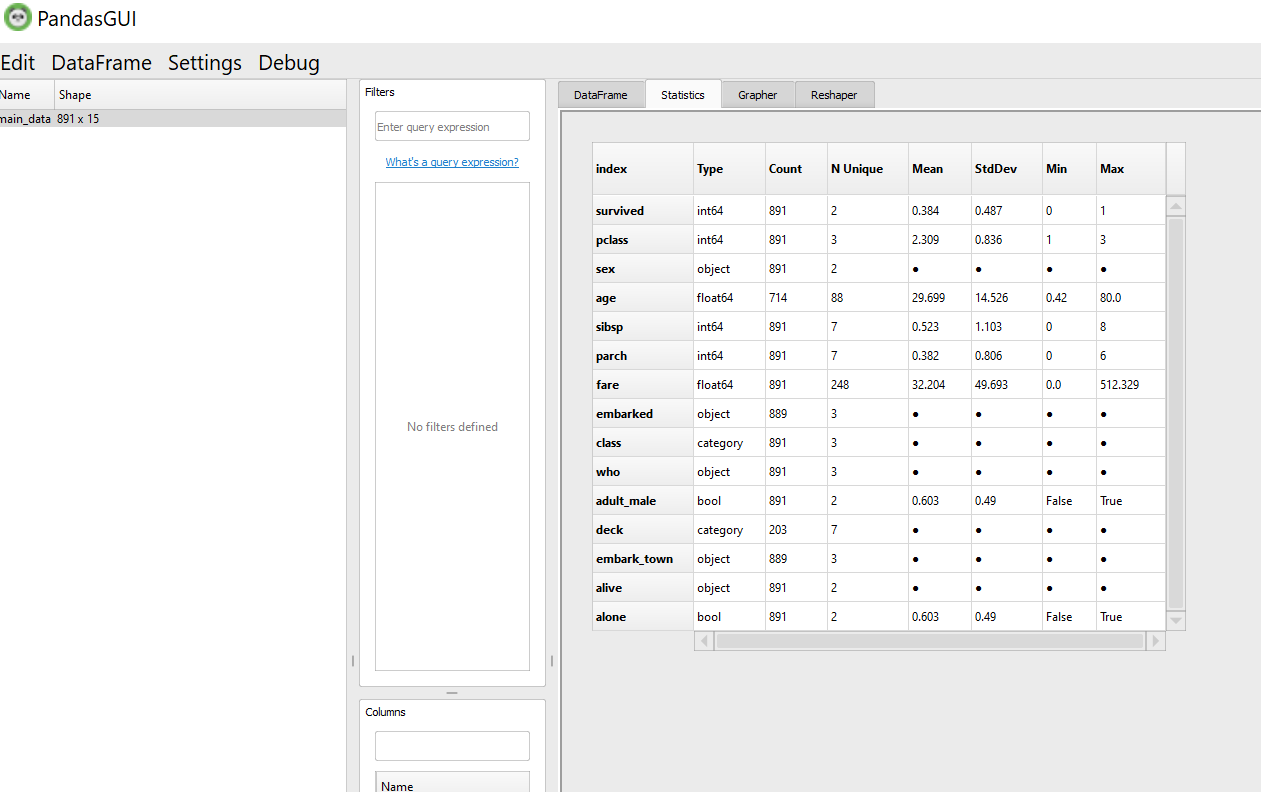 PandasGUI
Edit DataFrame Settings Debug
Name Shape
main_data 891 x 15
Filters
Enter query expression
What's a query expression?
No filters defined
Columns
Name
DataFrame Statistics Grapher Reshaper
index Type Count N Unique Mean StdDev Min Max
survived int64 891 2 0.384 0.487 0 1
pclass int64 891 3 2.309 0.836 1 3
sex object 891 2 ● ● ● ●
age float64 714 88 29.699 14.526 0.42 80.0
sibsp int64 891 7 0.523 1.103 0 8
parch int64 891 7 0.382 0.806 0 6
fare float64 891 248 32.204 49.693 0.0 512.329
embarked object 889 3 ● ● ● ●
class category 891 3 ● ● ● ●
who object 891 3 ● ● ● ●
adult_male bool 891 2 0.603 0.49 False True
deck category 203 7 ● ● ● ●
embark_town object 889 3 ● ● ● ●
alive object 891 2 ● ● ● ●
alone bool 891 2 0.603 0.49 False True